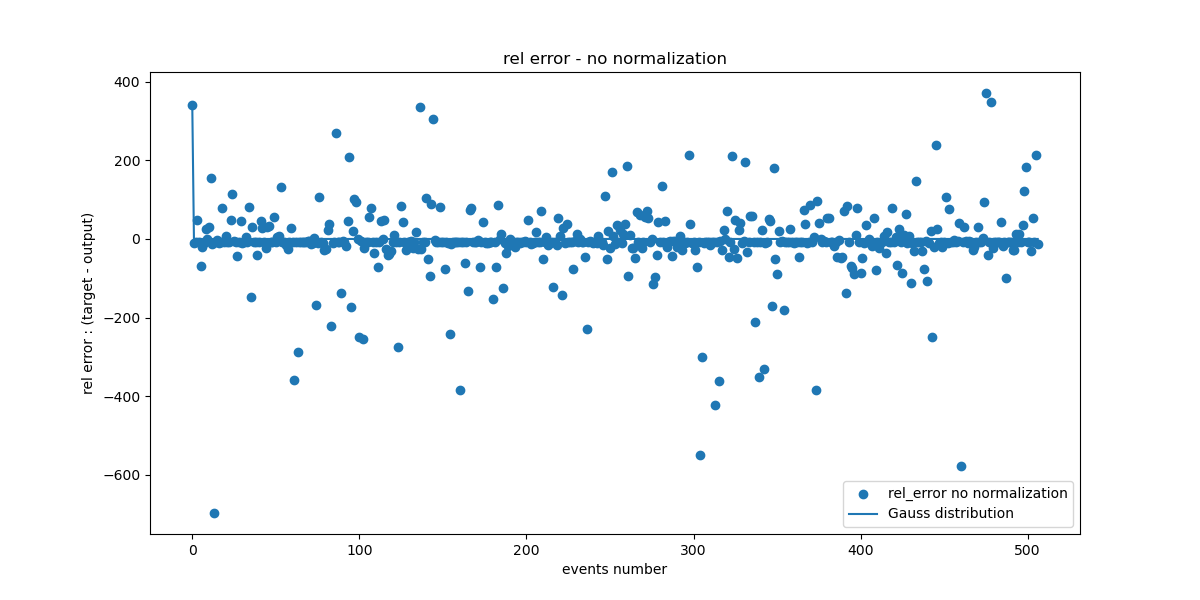 rel error - no normalization
rel error : (target - output)
400
200
0
−200
−400
−600
0 100 200 300 400 500
events number
rel_error no normalization
Gauss distribution